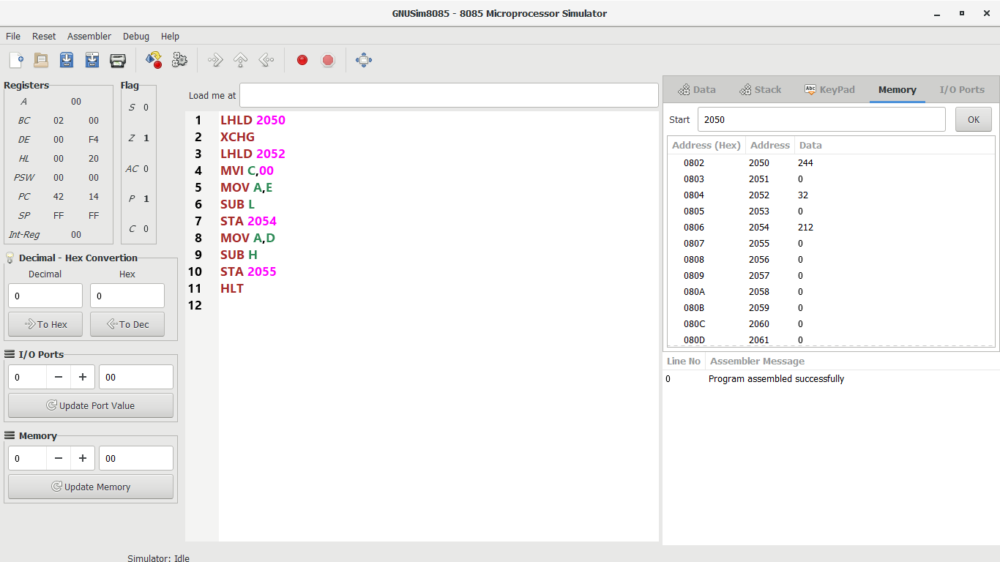 GNUSim8085 - 8085 Microprocessor Simulator
File Reset Assembler Debug Help
Registers
A 00
BC 02 00
DE 00 F4
HL 00 20
PSW 00 00
PC 42 14
SP FF FF
Int-Reg 00
Flag
S 0
Z 1
AC 0
P 1
C 0
Decimal - Hex Convertion
Decimal Hex
0 0
To Hex To Dec
I/O Ports
0 − + 00
Update Port Value
Memory
0 − + 00
Update Memory
Load me at
1 LHLD 2050
2 XCHG
3 LHLD 2052
4 MVI C,00
5 MOV A,E
6 SUB L
7 STA 2054
8 MOV A,D
9 SUB H
10 STA 2055
11 HLT
12
Data Stack Abc KeyPad Memory I/O Ports
Start 2050 OK
Address (Hex) Address Data
0802 2050 244
0803 2051 0
0804 2052 32
0805 2053 0
0806 2054 212
0807 2055 0
0808 2056 0
0809 2057 0
080A 2058 0
080B 2059 0
080C 2060 0
080D 2061 0
Line No Assembler Message
0 Program assembled successfully
Simulator: Idle